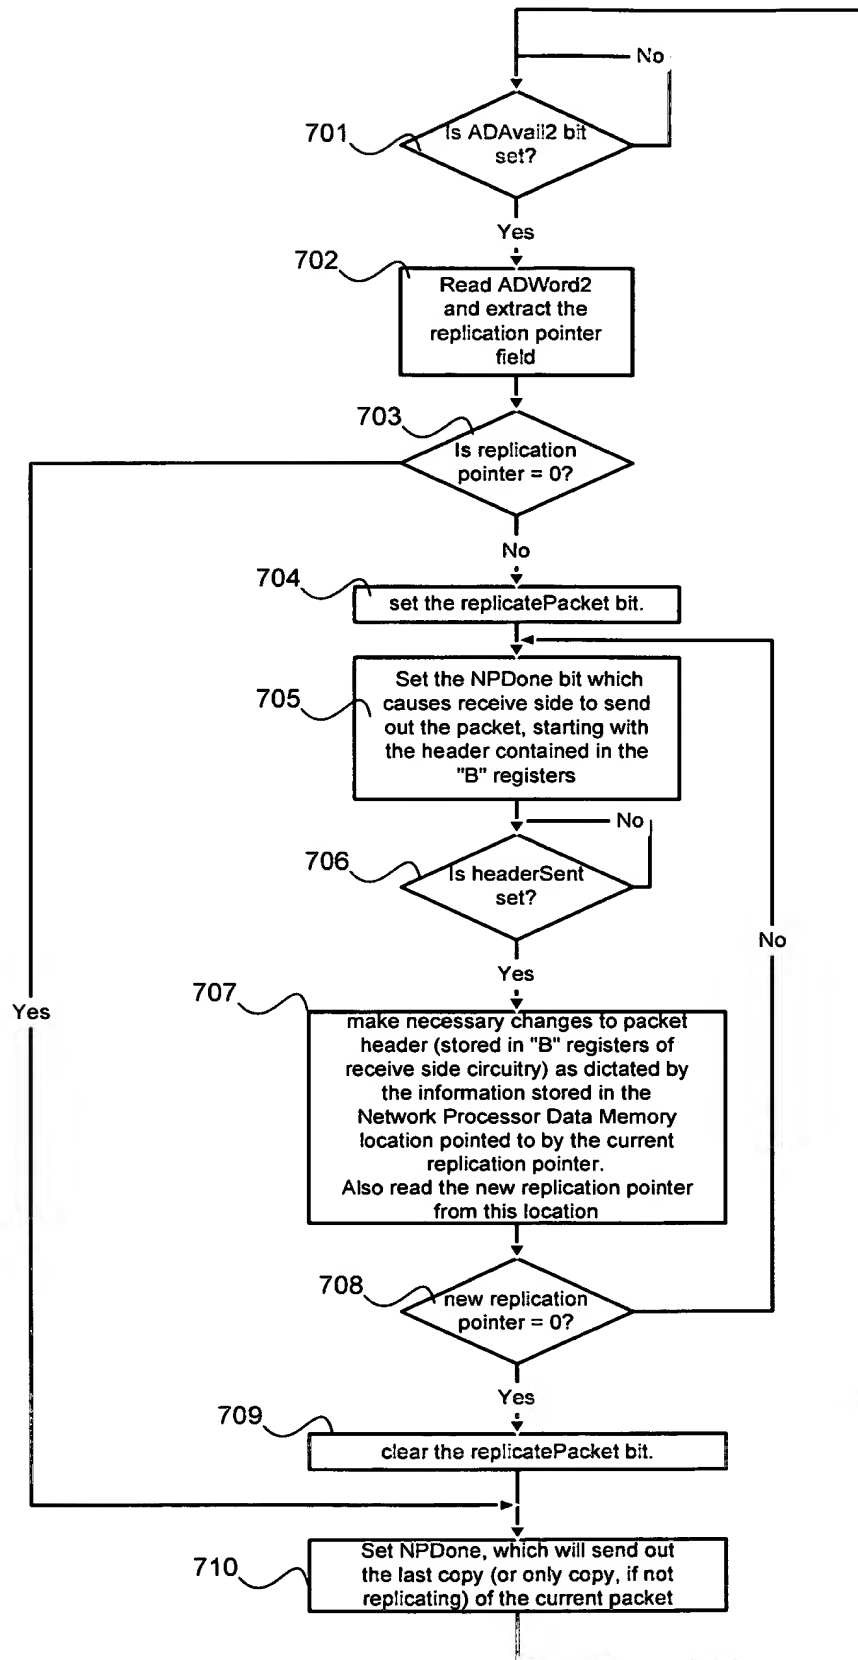 No
701
Is ADAvail2 bit
set?
Yes
702
Read ADWord2
and extract the
replication pointer
field
703
Is replication
pointer = 0?
No
704
set the replicatePacket bit.
705
Set the NPDone bit which
causes receive side to send
out the packet, starting with
the header contained in the
"B" registers
No
706
Is headerSent
set?
No
Yes
Yes
707
make necessary changes to packet
header (stored in "B" registers of
receive side circuitry) as dictated by
the information stored in the
Network Processor Data Memory
location pointed to by the current
replication pointer.
Also read the new replication pointer
from this location
708
new replication
pointer = 0?
Yes
709
clear the replicatePacket bit.
710
Set NPDone, which will send out
the last copy (or only copy, if not
replicating) of the current packet